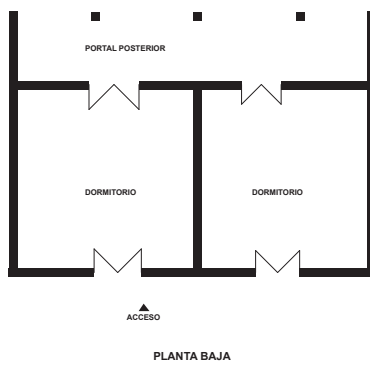 PORTAL POSTERIOR
DORMITORIO
DORMITORIO
ACCESO
PLANTA BAJA